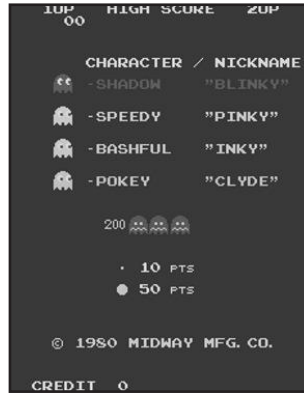 1UP HIGH SCORE 2UP
00
CHARACTER / NICKNAME
-SHADOW "BLINKY"
-SPEEDY "PINKY"
-BASHFUL "INKY"
-POKEY "CLYDE"
200
10 PTS
50 PTS
© 1980 MIDWAY MFG. CO.
CREDIT 0